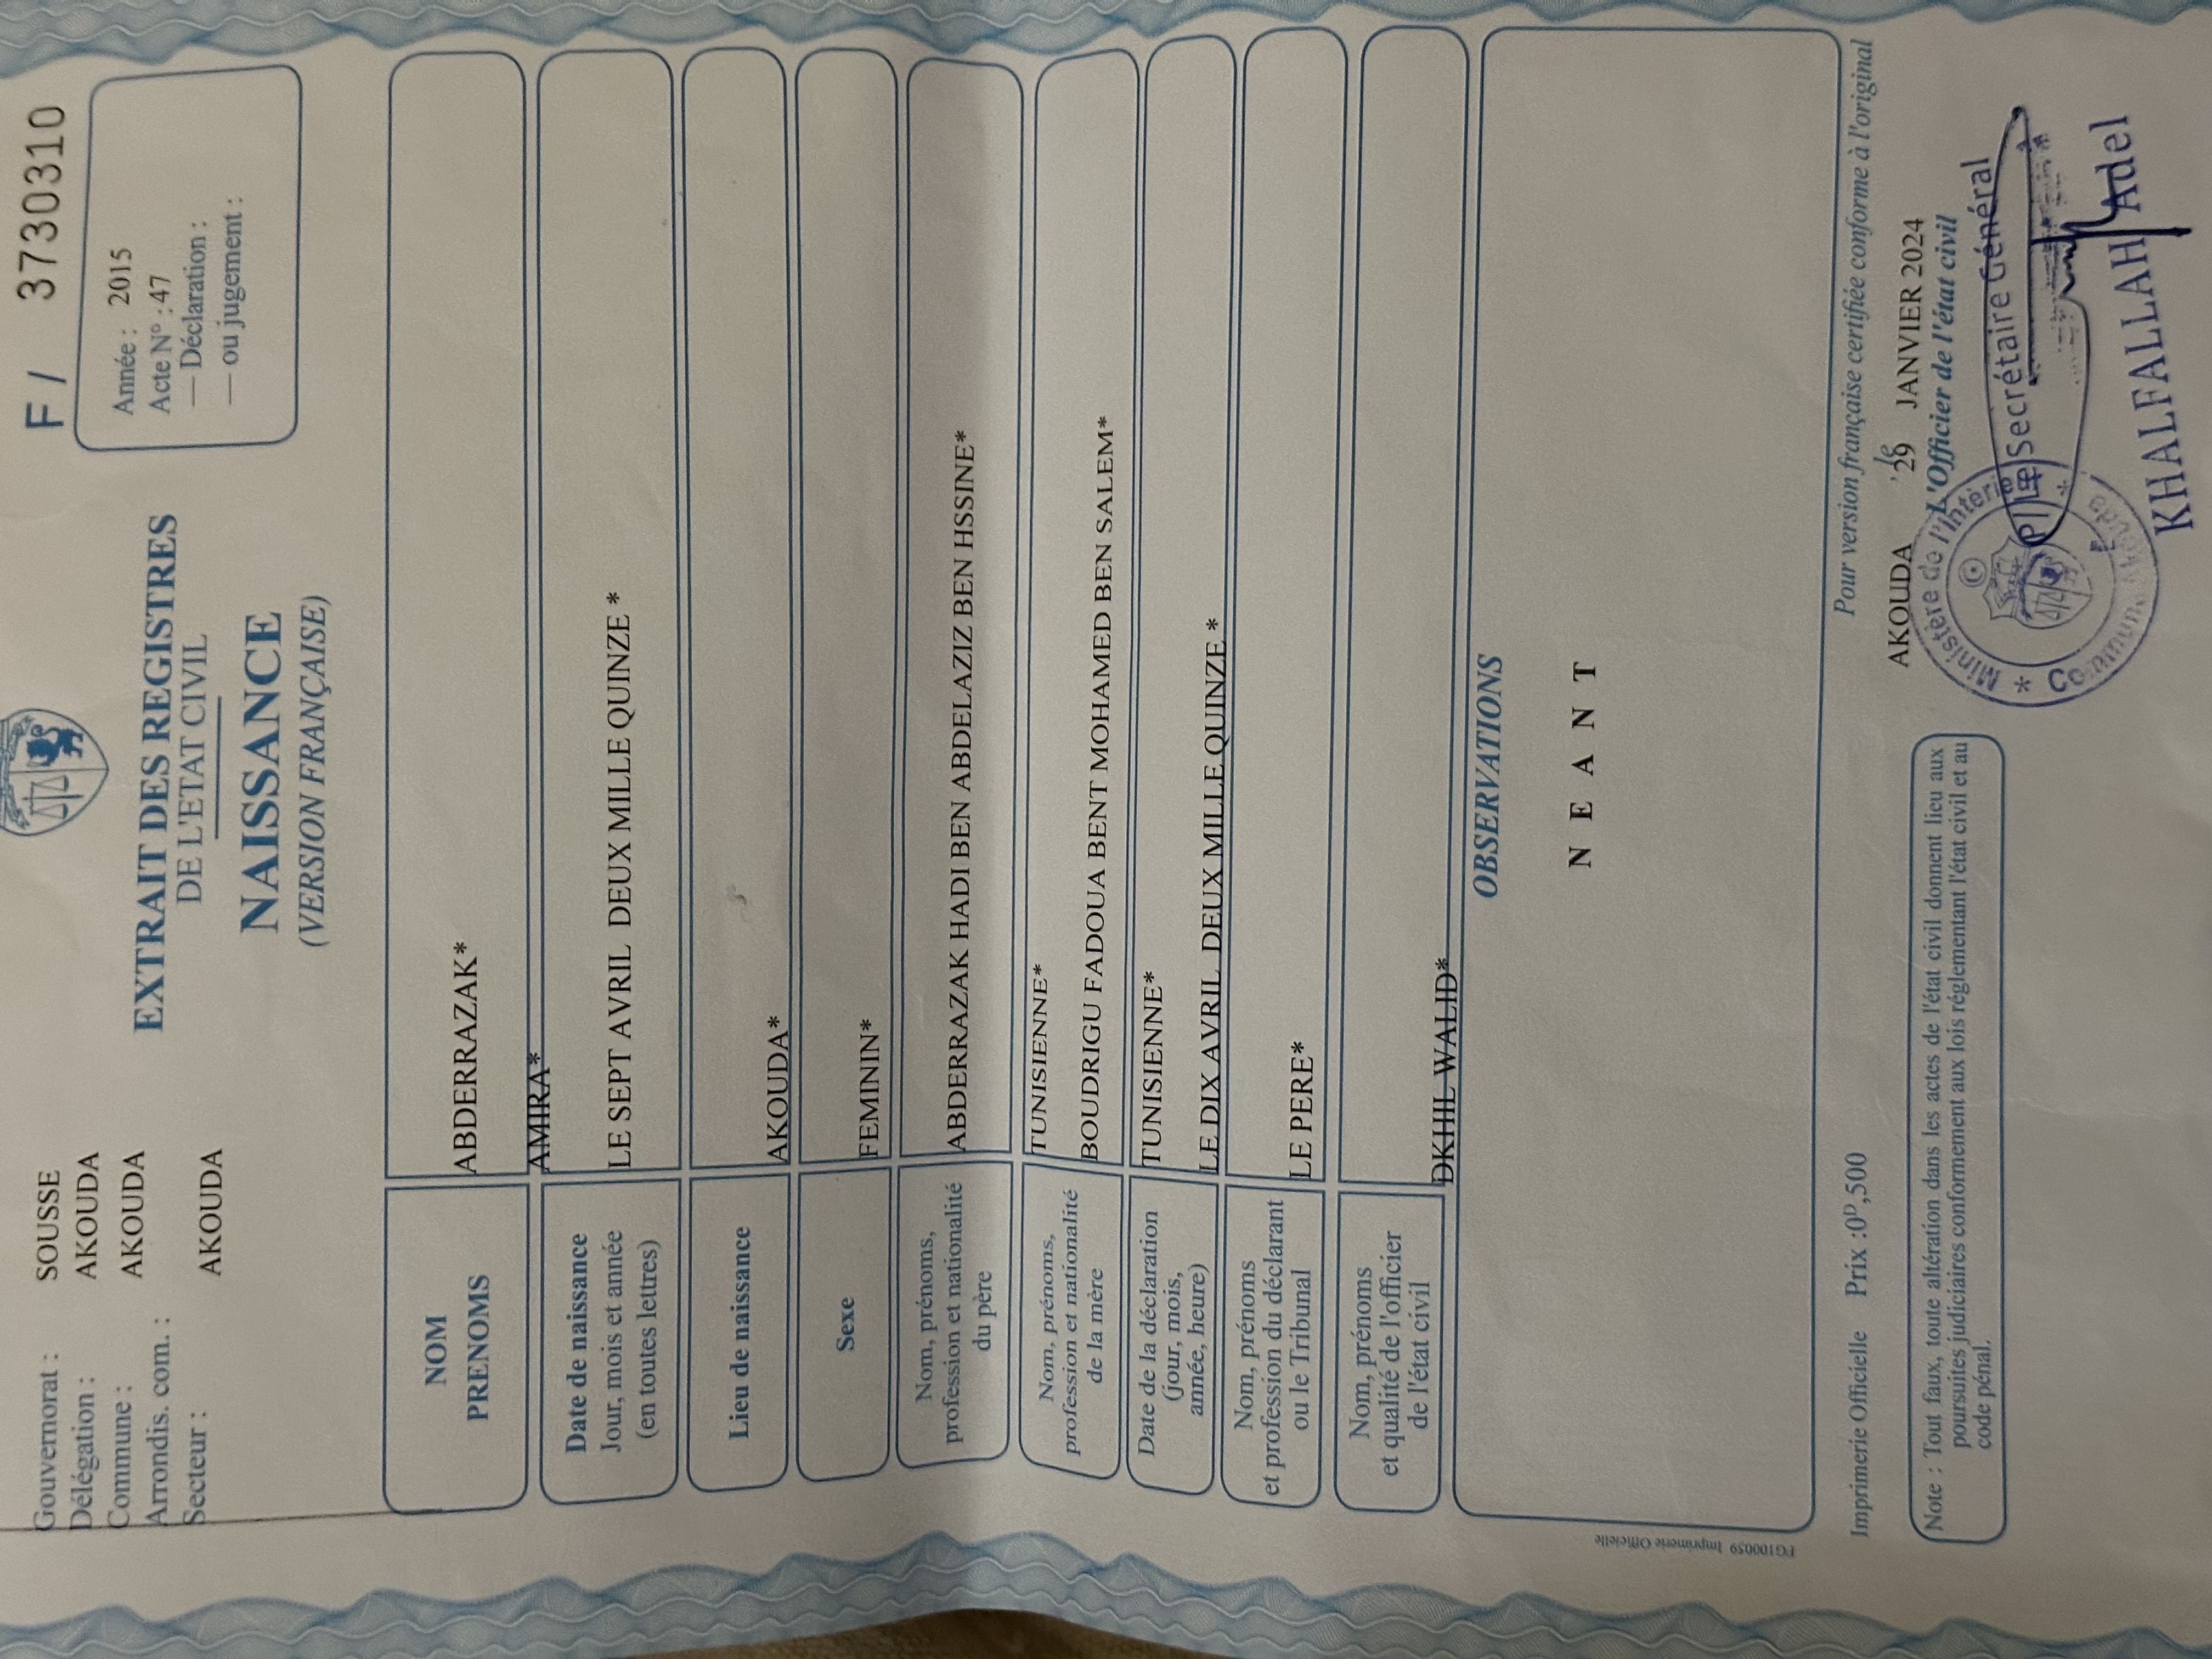 F / 3730310
Gouvernorat : SOUSSE
Délégation : AKOUDA
Commune : AKOUDA
Arrondis. com. :
Secteur : AKOUDA
EXTRAIT DES REGISTRES
DE L'ETAT CIVIL
NAISSANCE
(VERSION FRANÇAISE)
Année : 2015
Acte N° : 47
— Déclaration :
— ou jugement :
NOM
PRENOMS
ABDERRAZAK*
AMIRA*
Date de naissance
Jour, mois et année
(en toutes lettres)
LE SEPT AVRIL DEUX MILLE QUINZE *
Lieu de naissance
AKOUDA*
Sexe
FEMININ*
Nom, prénoms,
profession et nationalité
du père
ABDERRAZAK HADI BEN ABDELAZIZ BEN HSSINE*
TUNISIENNE*
Nom, prénoms,
profession et nationalité
de la mère
BOUDRIGU FADOUA BENT MOHAMED BEN SALEM*
TUNISIENNE*
Date de la déclaration
(jour, mois,
année, heure)
LE DIX AVRIL DEUX MILLE QUINZE *
Nom, prénoms
et profession du déclarant
ou le Tribunal
LE PERE*
Nom, prénoms
et qualité de l'officier
de l'état civil
DKHIL WALID*
OBSERVATIONS
N E A N T
FG100059 Imprimerie Officielle
Imprimerie Officielle Prix :0ᴰ,500
Pour version française certifiée conforme à l'original
AKOUDA le 29 JANVIER 2024
L'Officier de l'état civil
P/Le Secrétaire Général
KHALFALLAH Adel
* Ministère de l'Intérieur *
Commune Akouda
Note : Tout faux, toute altération dans les actes de l'état civil donnent lieu aux
poursuites judiciaires conformement aux lois réglementant l'état civil et au
code pénal.